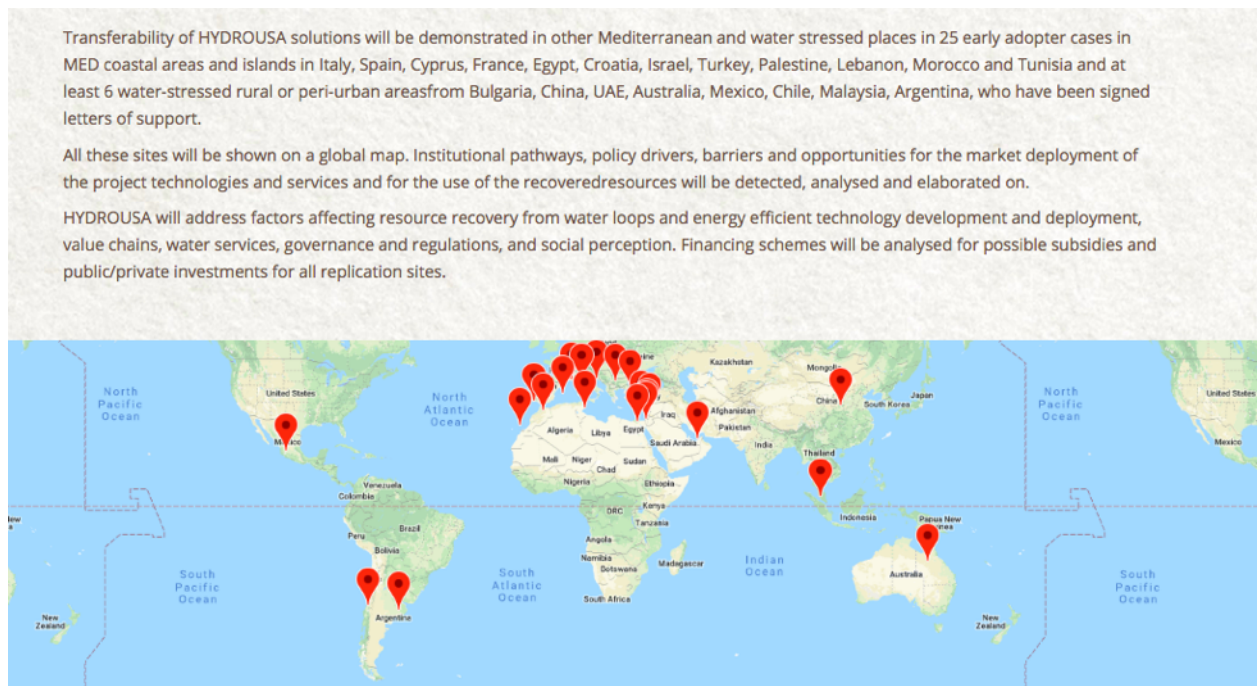 Transferability of HYDROUSA solutions will be demonstrated in other Mediterranean and water stressed places in 25 early adopter cases in
MED coastal areas and islands in Italy, Spain, Cyprus, France, Egypt, Croatia, Israel, Turkey, Palestine, Lebanon, Morocco and Tunisia and at
least 6 water-stressed rural or peri-urban areasfrom Bulgaria, China, UAE, Australia, Mexico, Chile, Malaysia, Argentina, who have been signed
letters of support.
All these sites will be shown on a global map. Institutional pathways, policy drivers, barriers and opportunities for the market deployment of
the project technologies and services and for the use of the recoveredresources will be detected, analysed and elaborated on.
HYDROUSA will address factors affecting resource recovery from water loops and energy efficient technology development and deployment,
value chains, water services, governance and regulations, and social perception. Financing schemes will be analysed for possible subsidies and
public/private investments for all replication sites.
Kazakhstan
Mongolia
North
Pacific
Ocean
United States
North
Atlantic
Ocean
China
South Korea
Japan
North
Pacific
Ocean
United States
Iraq
Afghanistan
Pakistan
Algeria
Libya
Egypt
Saudi Arabia
India
Mexico
Mali
Niger
Chad
Sudan
Thailand
Nigeria
Ethiopia
Venezuela
Colombia
DRC
Kenya
Tanzania
Indonesia
Papua New
Peru
Brazil
Bolivia
Angola
Namibia
Botswana
Madagascar
Indian
Ocean
Australia
South
Pacific
Ocean
South
Atlantic
Ocean
South Africa
South
Pacific
Ocean
Argentina
New
Zealand
New
Zealand